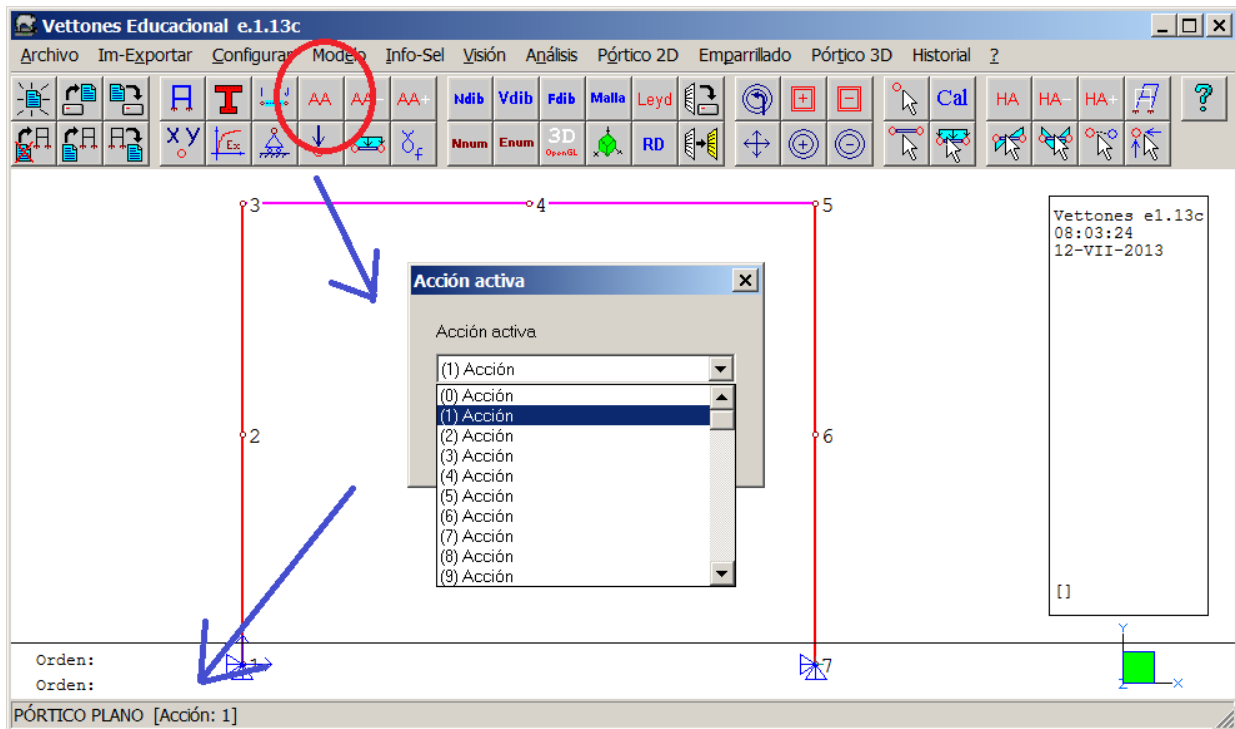 Vettones Educacional e.1.13c
Archivo Im-Exportar Configurar Modelo Info-Sel Visión Análisis Pórtico 2D Emparrillado Pórtico 3D Historial ?
AA AA- AA+ Ndib Vdib Fdib Malla Leyd Cal HA HA- HA+ ?
X Y Ex γf Nnum Enum 3D OpenGL RD
3 4 5
Vettones e1.13c
08:03:24
12-VII-2013
Acción activa
Acción activa
(1) Acción
(0) Acción
(1) Acción
2 (2) Acción 6
(3) Acción
(4) Acción
(5) Acción
(6) Acción
(7) Acción
(8) Acción
(9) Acción
[]
Y
Orden: 1 7
Orden: Z X
PÓRTICO PLANO [Acción: 1]